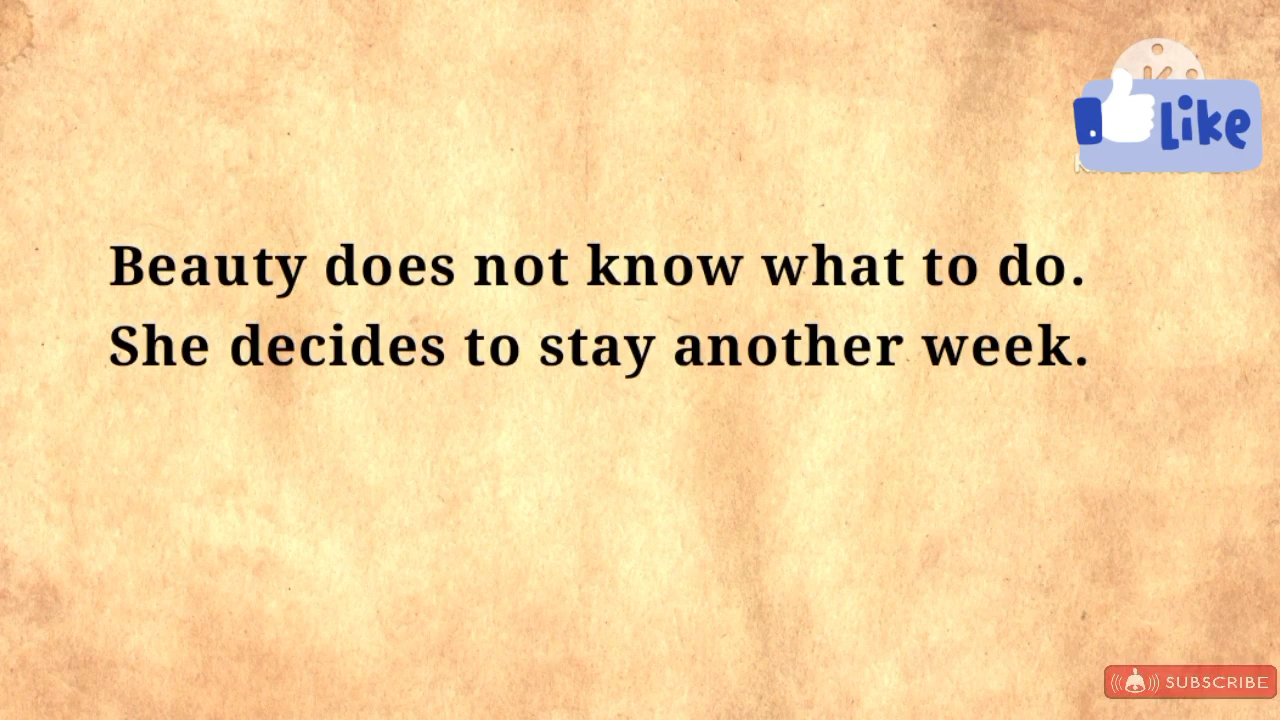 Like
Beauty does not know what to do.
She decides to stay another week.
SUBSCRIBE